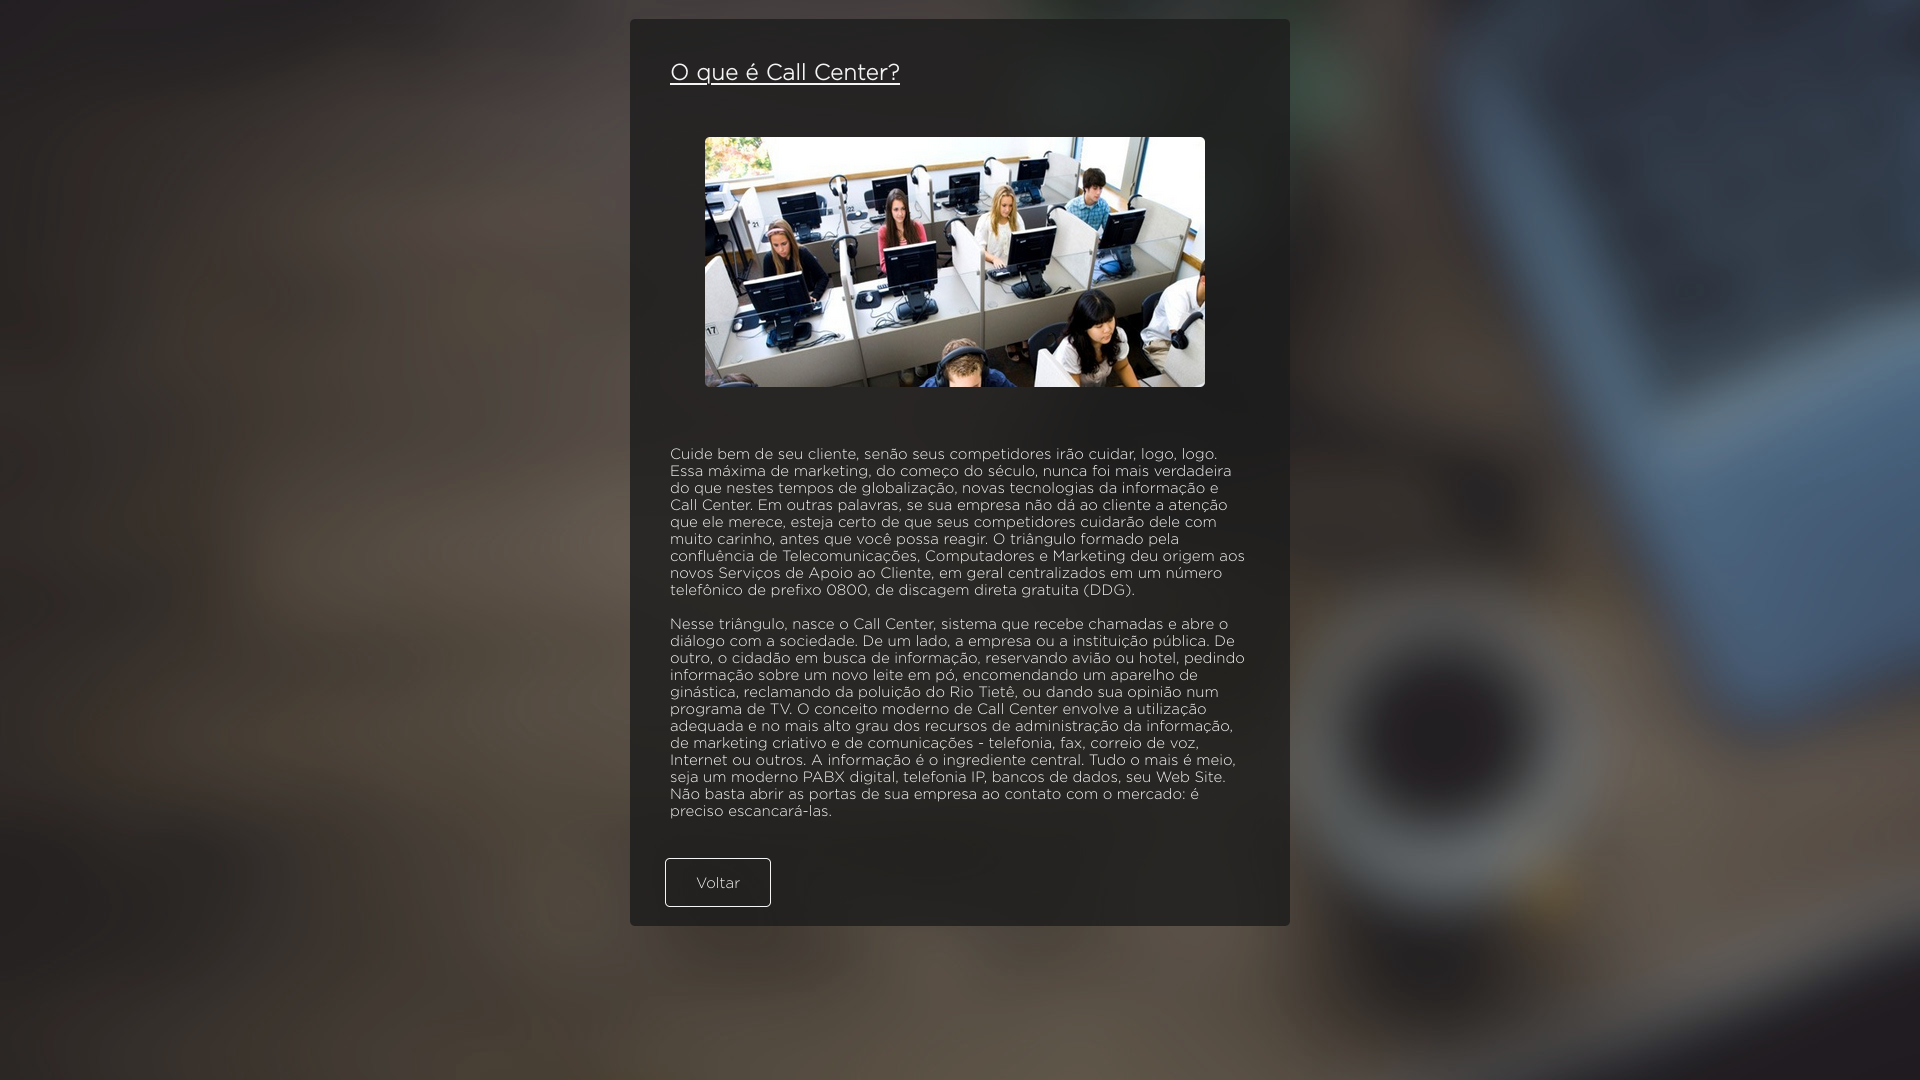 O que é Call Center?
17
21
22
Cuide bem de seu cliente, senão seus competidores irão cuidar, logo, logo.
Essa máxima de marketing, do começo do século, nunca foi mais verdadeira
do que nestes tempos de globalização, novas tecnologias da informação e
Call Center. Em outras palavras, se sua empresa não dá ao cliente a atenção
que ele merece, esteja certo de que seus competidores cuidarão dele com
muito carinho, antes que você possa reagir. O triângulo formado pela
confluência de Telecomunicações, Computadores e Marketing deu origem aos
novos Serviços de Apoio ao Cliente, em geral centralizados em um número
telefônico de prefixo 0800, de discagem direta gratuita (DDG).
Nesse triângulo, nasce o Call Center, sistema que recebe chamadas e abre o
diálogo com a sociedade. De um lado, a empresa ou a instituição pública. De
outro, o cidadão em busca de informação, reservando avião ou hotel, pedindo
informação sobre um novo leite em pó, encomendando um aparelho de
ginástica, reclamando da poluição do Rio Tietê, ou dando sua opinião num
programa de TV. O conceito moderno de Call Center envolve a utilização
adequada e no mais alto grau dos recursos de administração da informação,
de marketing criativo e de comunicações - telefonia, fax, correio de voz,
Internet ou outros. A informação é o ingrediente central. Tudo o mais é meio,
seja um moderno PABX digital, telefonia IP, bancos de dados, seu Web Site.
Não basta abrir as portas de sua empresa ao contato com o mercado: é
preciso escancará-las.
Voltar